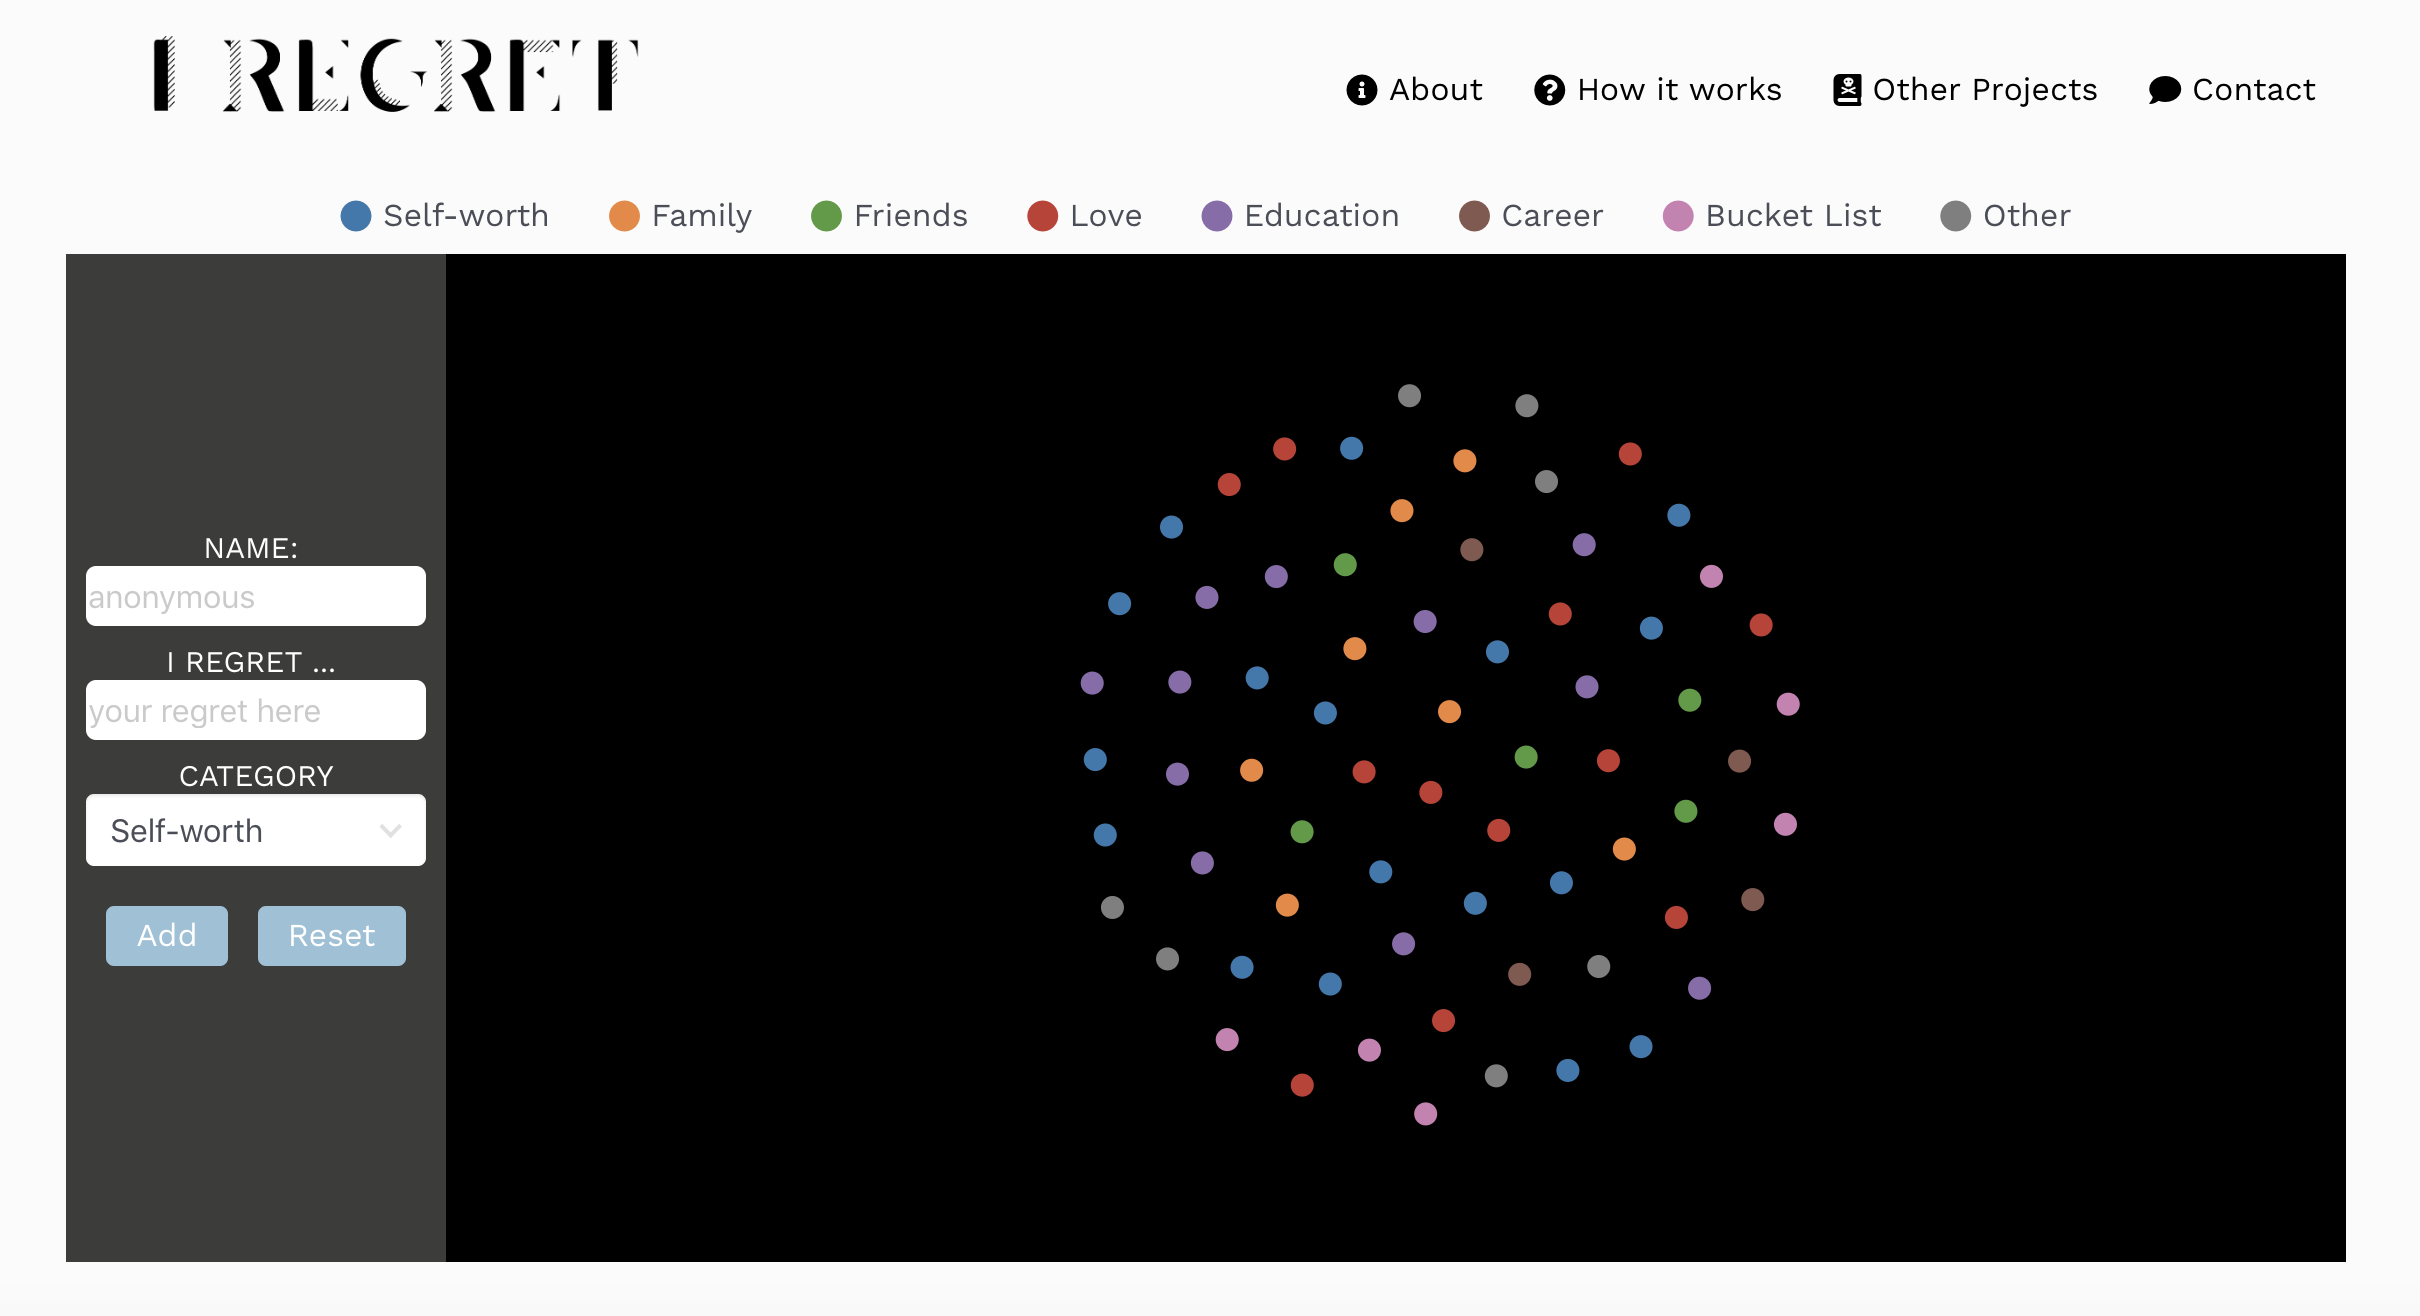 I REGRET
About How it works Other Projects Contact
Self-worth Family Friends Love Education Career Bucket List Other
NAME:
anonymous
I REGRET ...
your regret here
CATEGORY
Self-worth
Add Reset